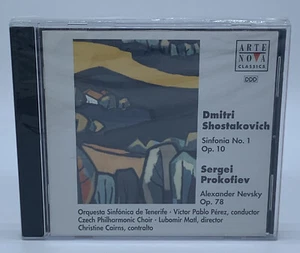 ARTE
NOVA
CLASSICS
DDD
Dmitri
Shostakovich
Sinfonia No. 1
Op. 10
Sergei
Prokofiev
Alexander Nevsky
Op. 78
Orquesta Sinfónica de Tenerife · Víctor Pablo Pérez, conductor
Czech Philharmonic Choir · Lubomír Mátl, director
Christine Cairns, contralto